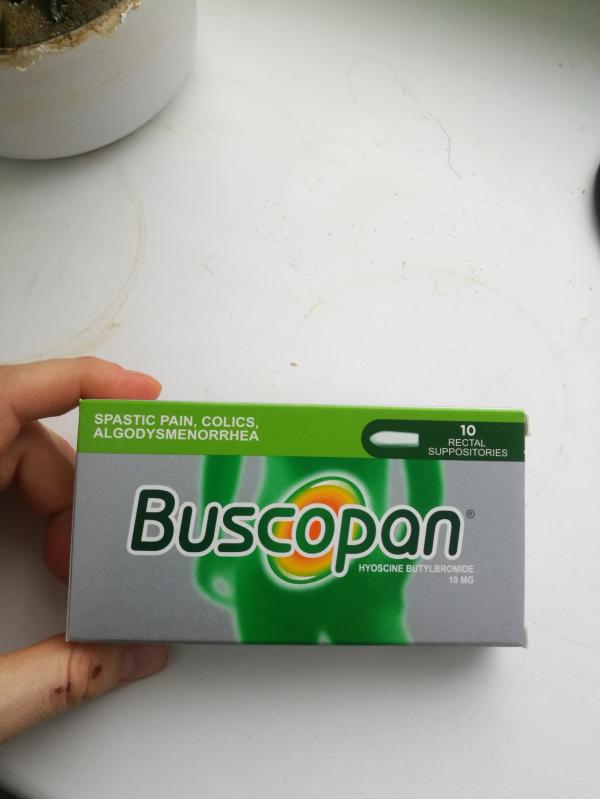 SPASTIC PAIN, COLICS,
ALGODYSMENORRHEA
10
RECTAL
SUPPOSITORIES
Buscopan®
HYOSCINE BUTYLBROMIDE
10 MG